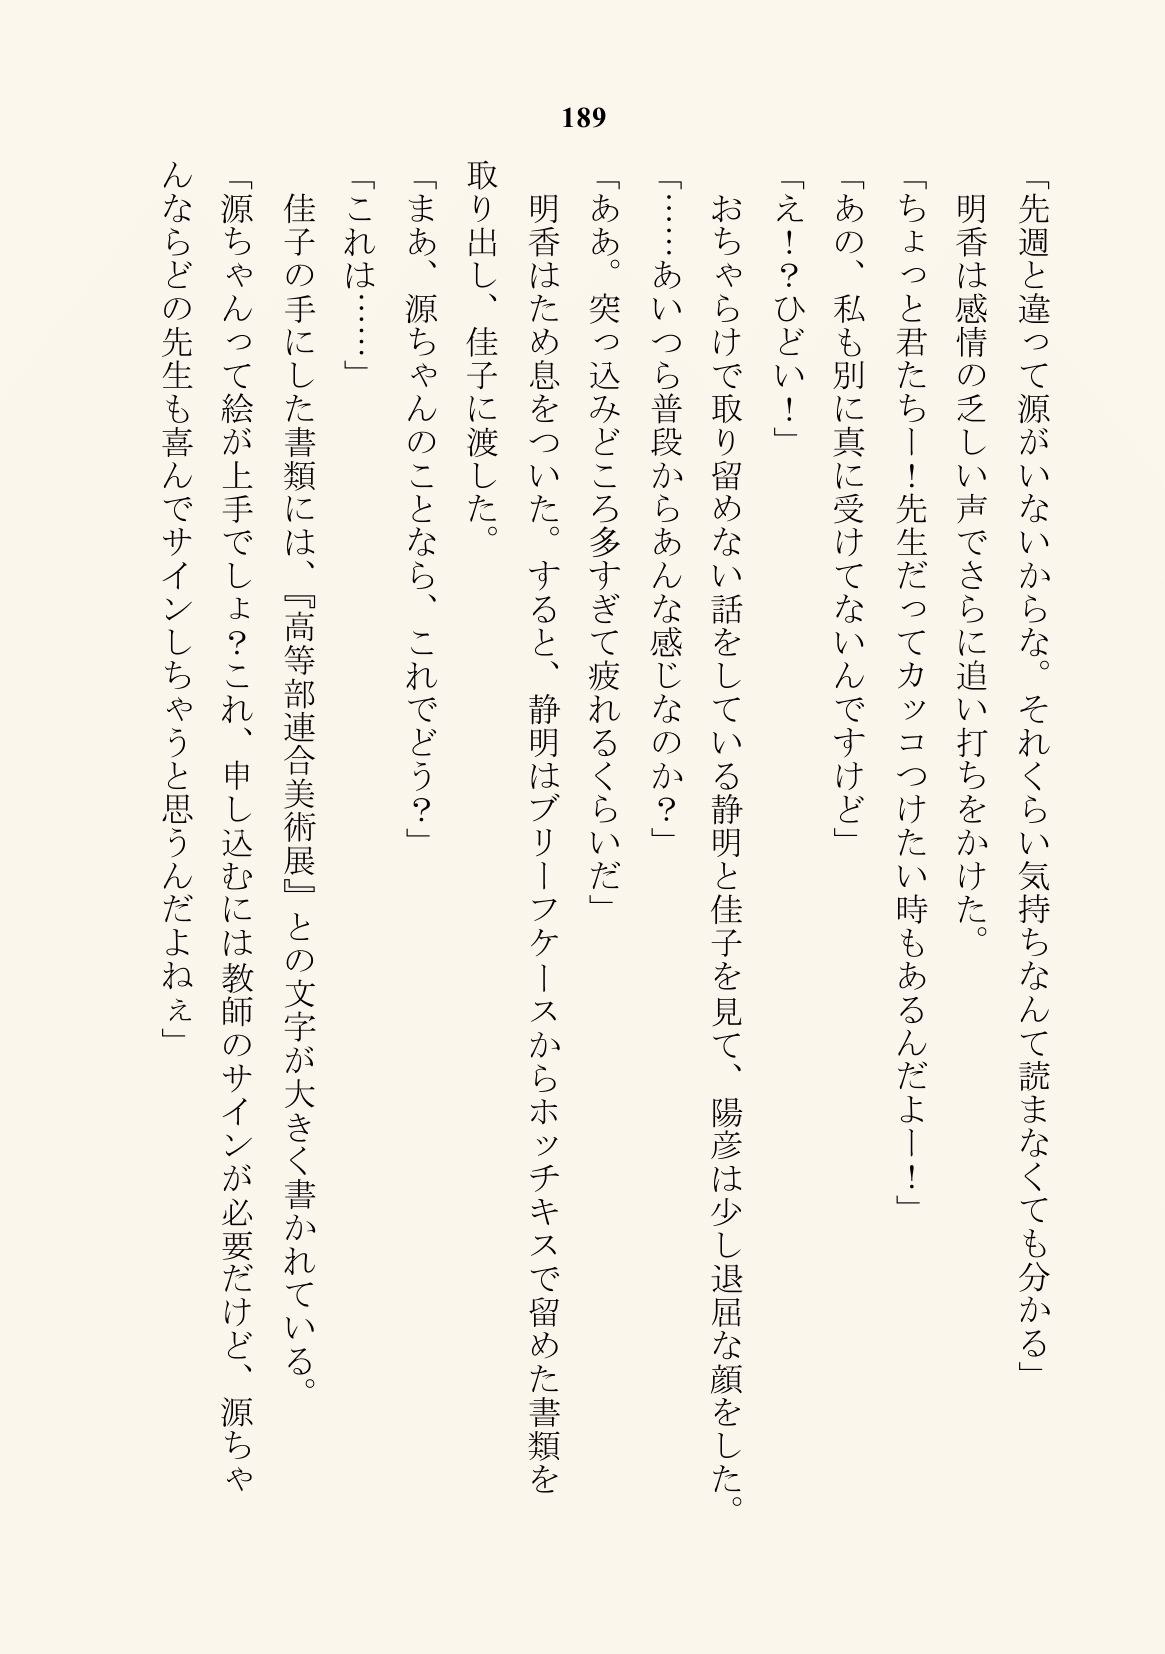 189
「先週と違って源がいないからな。それくらい気持ちなんて読まなくても分かる」
　明香は感情の乏しい声でさらに追い打ちをかけた。
「ちょっと君たちー！先生だってカッコつけたい時もあるんだよー！」
「あの、私も別に真に受けてないんですけど」
「え！？ひどい！」
　おちゃらけで取り留めない話をしている静明と佳子を見て、陽彦は少し退屈な顔をした。
「……あいつら普段からあんな感じなのか？」
「ああ。突っ込みどころ多すぎて疲れるくらいだ」
　明香はため息をついた。すると、静明はブリーフケースからホッチキスで留めた書類を
取り出し、佳子に渡した。
「まあ、源ちゃんのことなら、これでどう？」
「これは……」
　佳子の手にした書類には、『高等部連合美術展』との文字が大きく書かれている。
「源ちゃんって絵が上手でしょ？これ、申し込むには教師のサインが必要だけど、源ちゃ
んならどの先生も喜んでサインしちゃうと思うんだよねぇ」